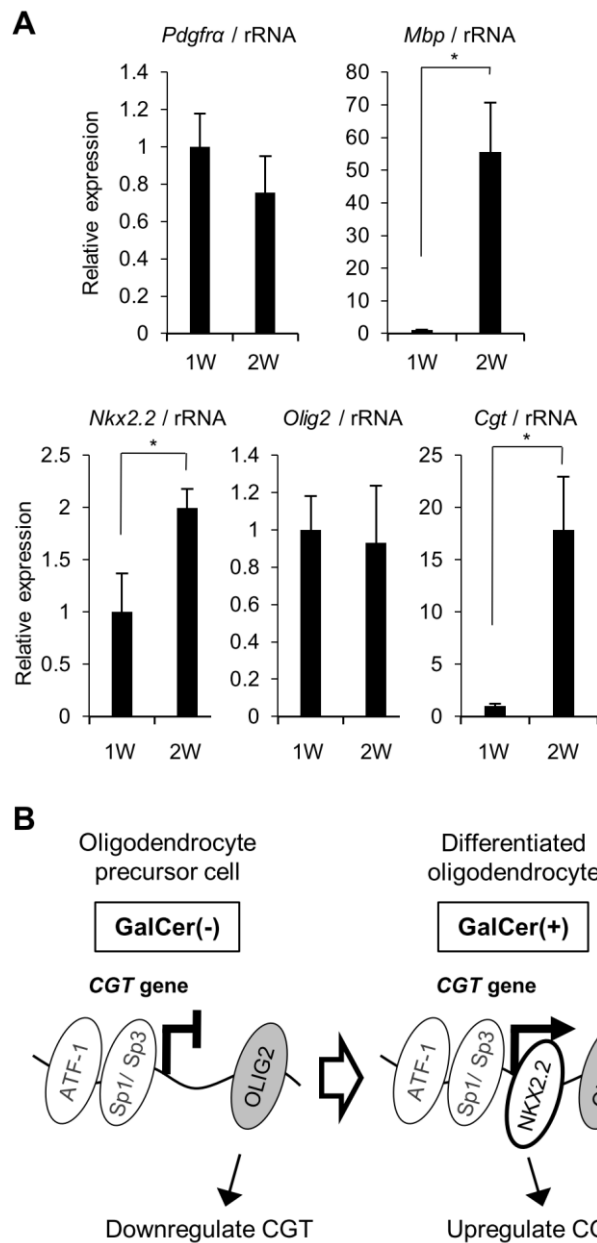 A
Pdgfrα / rRNA
Mbp / rRNA
Relative expression
1.4
1.2
1
0.8
0.6
0.4
0.2
0
1W 2W
*
80
70
60
50
40
30
20
10
0
1W 2W
Nkx2.2 / rRNA
Olig2 / rRNA
Cgt / rRNA
Relative expression
*
2.5
2
1.5
1
0.5
0
1W 2W
1.4
1.2
1
0.8
0.6
0.4
0.2
0
1W 2W
*
25
20
15
10
5
0
1W 2W
B
Oligodendrocyte
precursor cell
GalCer(-)
CGT gene
ATF-1
Sp1/ Sp3
OLIG2
Downregulate CGT
Differentiated
oligodendrocyte
GalCer(+)
CGT gene
ATF-1
Sp1/ Sp3
NKX2.2
Upregulate